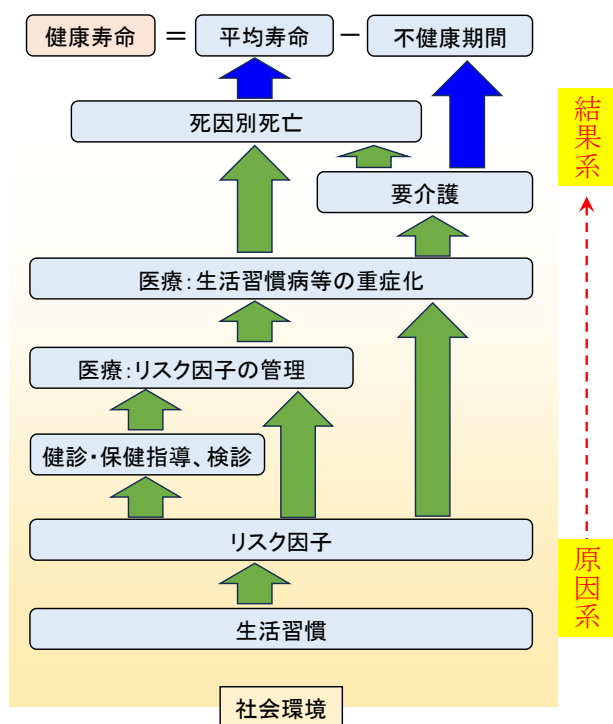 健康寿命 = 平均寿命 − 不健康期間
死因別死亡
結果系
要介護
医療：生活習慣病等の重症化
医療：リスク因子の管理
健診・保健指導、検診
リスク因子
原因系
生活習慣
社会環境